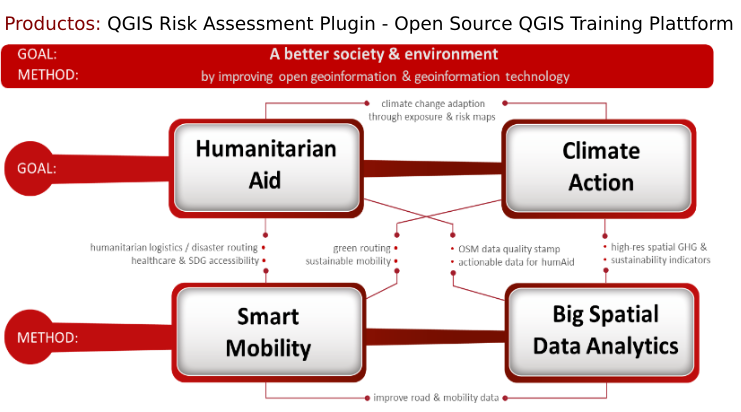 Productos: QGIS Risk Assessment Plugin - Open Source QGIS Training Plattform
GOAL:
A better society & environment
METHOD:
by improving open geoinformation & geoinformation technology
climate change adaption
through exposure & risk maps
GOAL:
Humanitarian
Aid
Climate
Action
humanitarian logistics / disaster routing
healthcare & SDG accessibility
green routing
sustainable mobility
OSM data quality stamp
actionable data for humAid
high-res spatial GHG &
sustainability indicators
METHOD:
Smart
Mobility
Big Spatial
Data Analytics
improve road & mobility data